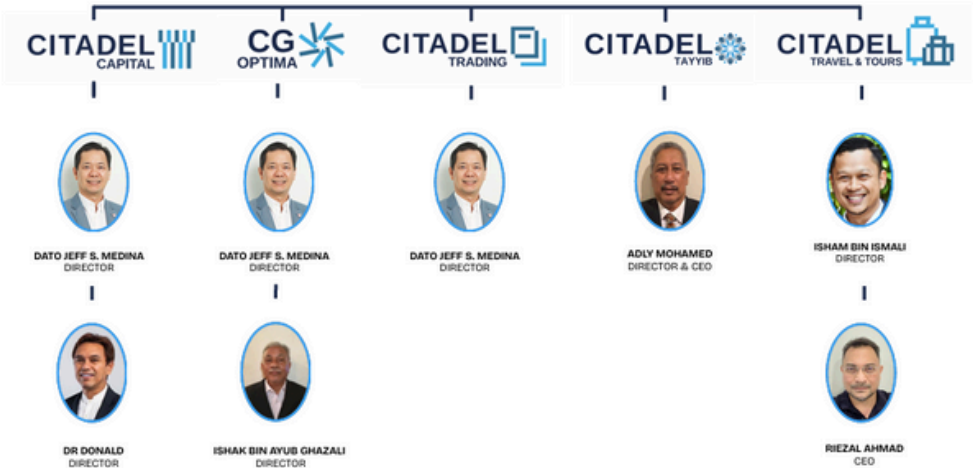 CITADEL
CAPITAL
CG
OPTIMA
CITADEL
TRADING
CITADEL
TAYYIB
CITADEL
TRAVEL & TOURS
DATO JEFF S. MEDINA
DIRECTOR
DATO JEFF S. MEDINA
DIRECTOR
DATO JEFF S. MEDINA
DIRECTOR
ADLY MOHAMED
DIRECTOR & CEO
ISHAM BIN ISMALI
DIRECTOR
DR DONALD
DIRECTOR
ISHAK BIN AYUB GHAZALI
DIRECTOR
RIEZAL AHMAD
CEO